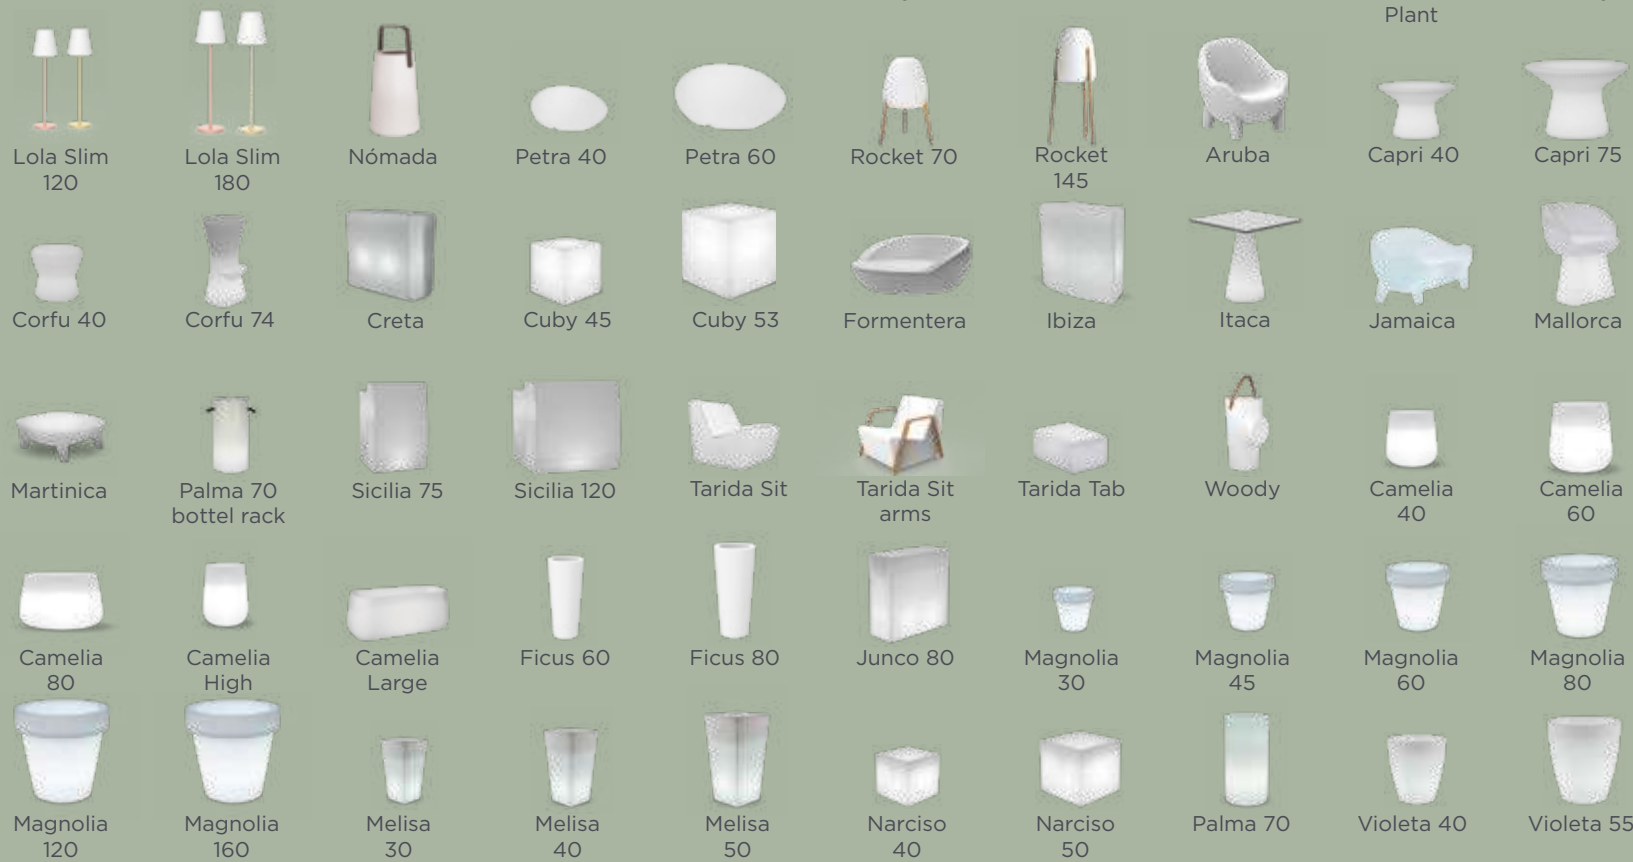 Plant
Lola Slim
120
Lola Slim
180
Nómada
Petra 40
Petra 60
Rocket 70
Rocket
145
Aruba
Capri 40
Capri 75
Corfu 40
Corfu 74
Creta
Cuby 45
Cuby 53
Formentera
Ibiza
Itaca
Jamaica
Mallorca
Martinica
Palma 70
bottel rack
Sicilia 75
Sicilia 120
Tarida Sit
Tarida Sit
arms
Tarida Tab
Woody
Camelia
40
Camelia
60
Camelia
80
Camelia
High
Camelia
Large
Ficus 60
Ficus 80
Junco 80
Magnolia
30
Magnolia
45
Magnolia
60
Magnolia
80
Magnolia
120
Magnolia
160
Melisa
30
Melisa
40
Melisa
50
Narciso
40
Narciso
50
Palma 70
Violeta 40
Violeta 55